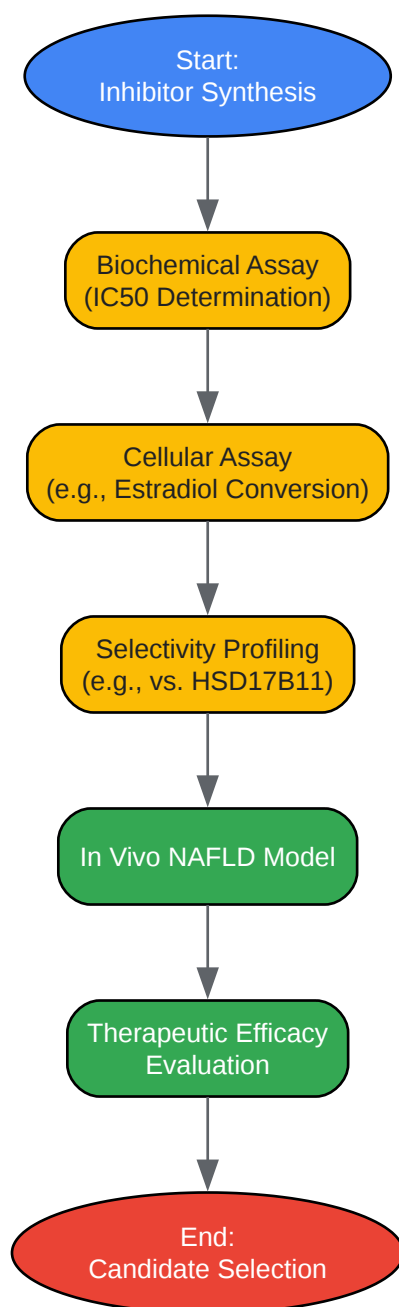 Start:
Inhibitor Synthesis
Biochemical Assay
(IC50 Determination)
Cellular Assay
(e.g., Estradiol Conversion)
Selectivity Profiling
(e.g., vs. HSD17B11)
In Vivo NAFLD Model
Therapeutic Efficacy
Evaluation
End:
Candidate Selection